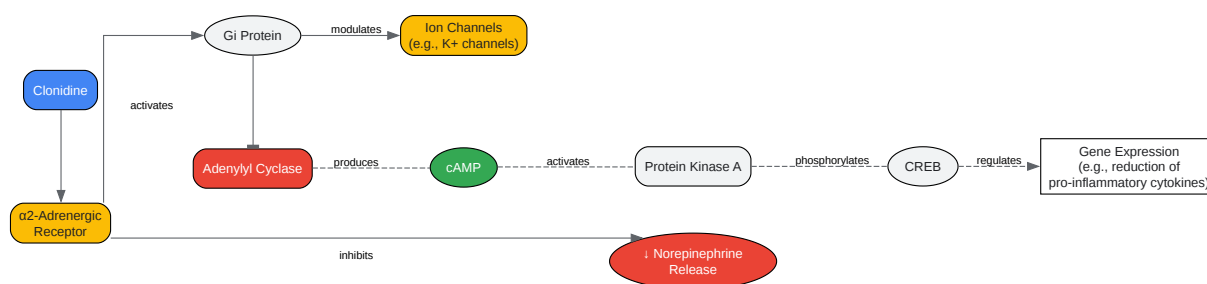 Gi Protein
modulates
Ion Channels
(e.g., K+ channels)
Clonidine
activates
Adenylyl Cyclase
produces
cAMP
activates
Protein Kinase A
phosphorylates
CREB
regulates
Gene Expression
(e.g., reduction of
pro-inflammatory cytokines)
α2-Adrenergic
Receptor
inhibits
↓ Norepinephrine
Release